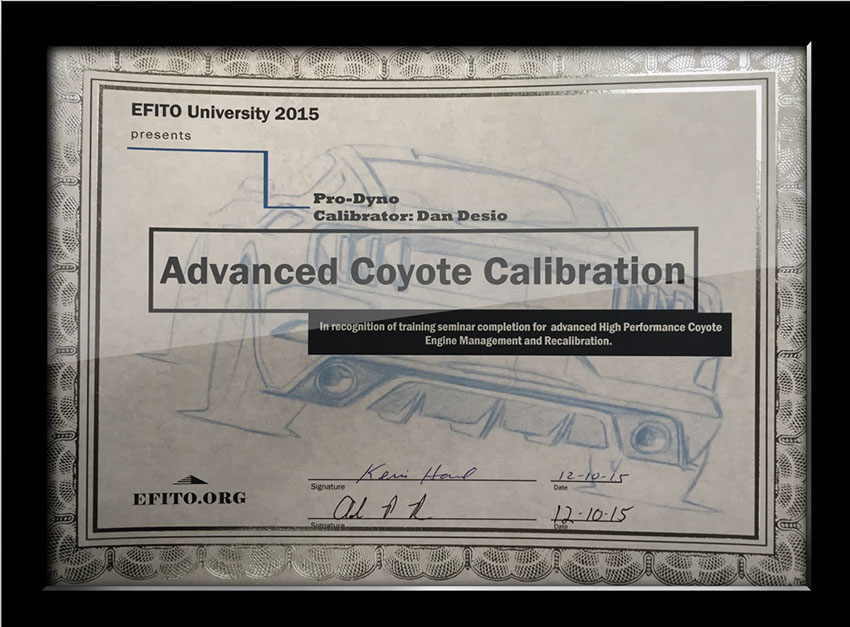 EFITO University 2015
presents
Pro-Dyno
Calibrator: Dan Desio
Advanced Coyote Calibration
In recognition of training seminar completion for advanced High Performance Coyote
Engine Management and Recalibration.
EFITO.ORG
12-10-15
Signature
Date
12-10-15
Signature
Date